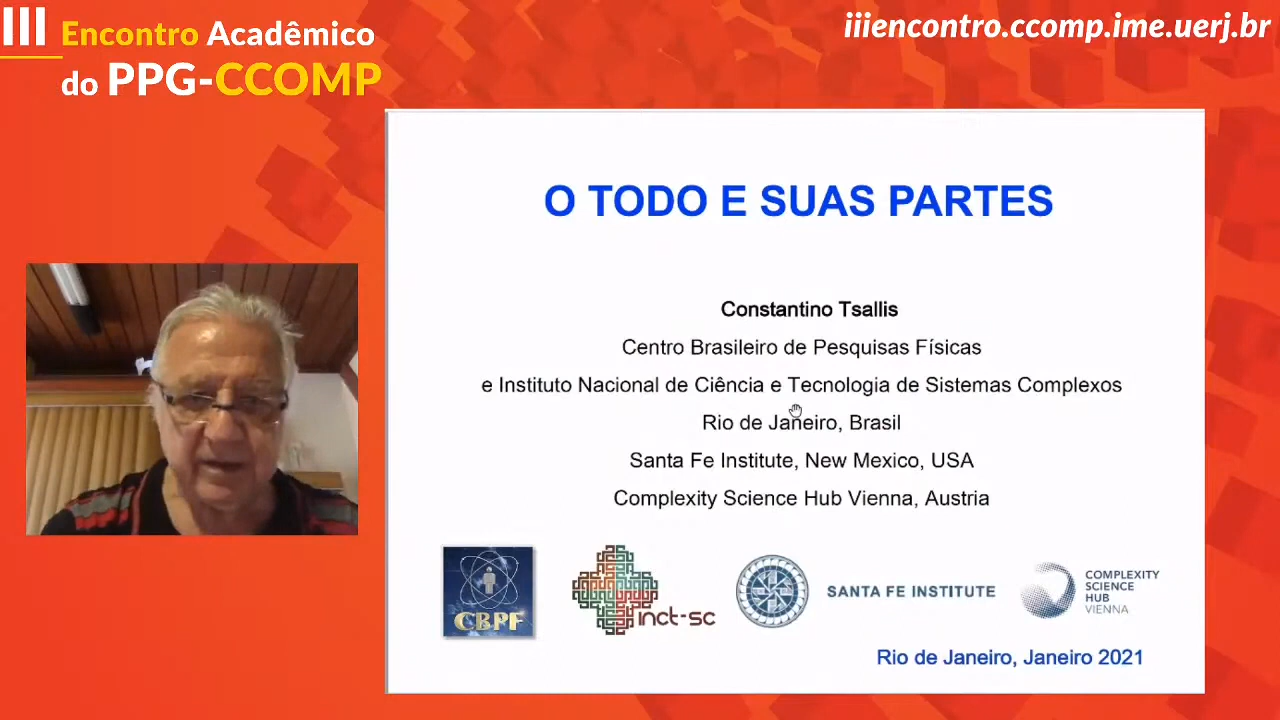 III Encontro Acadêmico
do PPG-CCOMP
iiiencontro.ccomp.ime.uerj.br
O TODO E SUAS PARTES
Constantino Tsallis
Centro Brasileiro de Pesquisas Físicas
e Instituto Nacional de Ciência e Tecnologia de Sistemas Complexos
Rio de Janeiro, Brasil
Santa Fe Institute, New Mexico, USA
Complexity Science Hub Vienna, Austria
CBPF
inct-sc
SANTA FE INSTITUTE
COMPLEXITY
SCIENCE
HUB
VIENNA
Rio de Janeiro, Janeiro 2021